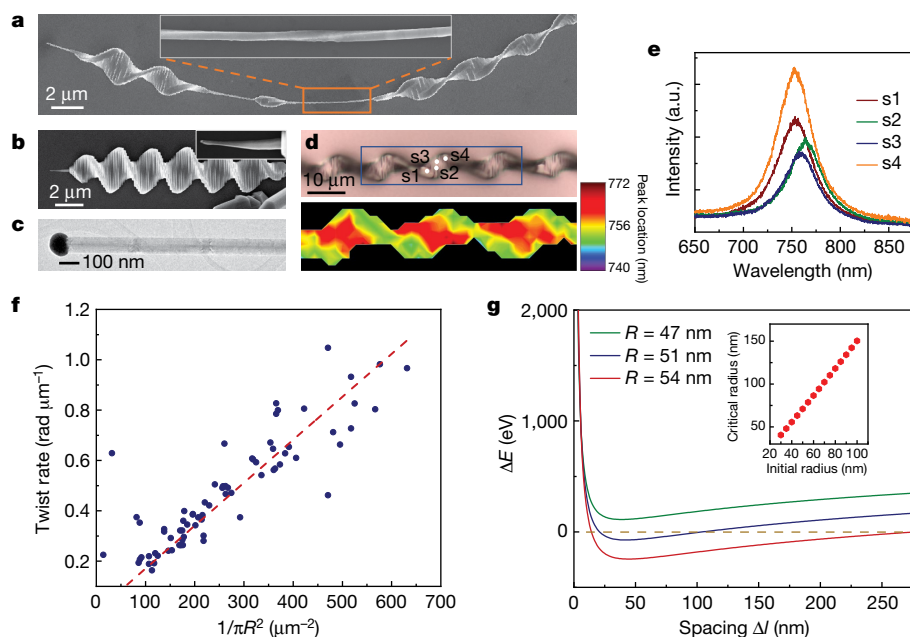 a
2 μm
b
2 μm
c
100 nm
d
s3
s4
s1
s2
10 μm
772
756
740
Peak location (nm)
e
Intensity (a.u.)
s1
s2
s3
s4
650
700
750
800
850
Wavelength (nm)
f
Twist rate (rad μm⁻¹)
1.2
1.0
0.8
0.6
0.4
0.2
0
100
200
300
400
500
600
700
1/πR² (μm⁻²)
g
ΔE (eV)
2,000
1,000
0
R = 47 nm
R = 51 nm
R = 54 nm
Critical radius (nm)
150
100
50
20
40
60
80
100
Initial radius (nm)
0
50
100
150
200
250
Spacing Δl (nm)